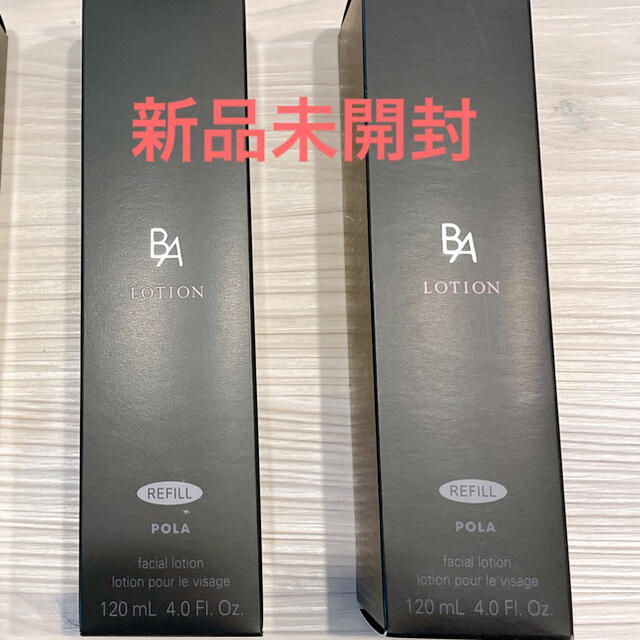 新品未開封
BA
LOTION
REFILL
POLA
facial lotion
lotion pour le visage
120 mL 4.0 Fl. Oz.
BA
LOTION
REFILL
POLA
facial lotion
lotion pour le visage
120 mL 4.0 Fl. Oz.